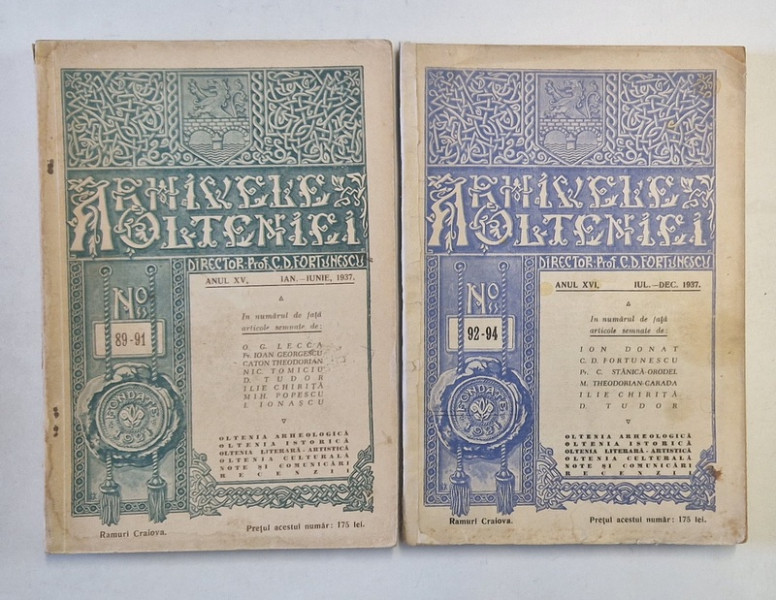 ARHIVELE
OLTENIEI
DIRECTOR-PROF. C.D. FORTUNESCU
ANUL XV, IAN.—IUNIE, 1937.
No
89-91
In numărul de față
articole semnate de:
O. G. LECCA
Pr. IOAN GEORGESCU
CATON THEODORIAN
NIC TOMICIU
D. TUDOR
ILIE CHIRIȚĂ
MIH. POPESCU
Ł IONAȘCU
OLTENIA ARHEOLOGICĂ
OLTENIA ISTORICĂ
OLTENIA LITERARĂ-ARTISTICĂ
OLTENIA CULTURALĂ
NOTE ȘI COMUNICĂRI
RECENZII
FONDATE
Ramuri Craiova.
Prețul acestui număr: 175 lei.
ARHIVELE
OLTENIEI
DIRECTOR-PROF. C.D. FORTUNESCU
ANUL XVI, IUL.—DEC. 1937.
No
92-94
In numărul de față
articole semnate de:
ION DONAT
C. D. FORTUNESCU
Pr. C. STĂNICĂ-ORODEL
M. THEODORIAN-CARADA
ILIE CHIRIȚĂ
D. TUDOR
OLTENIA ARHEOLOGICĂ
OLTENIA ISTORICĂ
OLTENIA LITERARĂ-ARTISTICĂ
OLTENIA CULTURALĂ
NOTE ȘI COMUNICĂRI
RECENZII
FONDATE
Ramuri Craiova.
Prețul acestui număr: 175 lei.